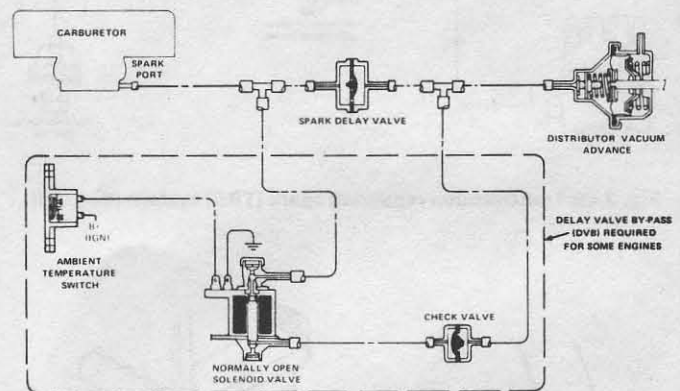 CARBURETOR
SPARK
PORT
SPARK DELAY VALVE
DISTRIBUTOR VACUUM
ADVANCE
AMBIENT
TEMPERATURE
SWITCH
DELAY VALVE BY-PASS
(DVB) REQUIRED
FOR SOME ENGINES
CHECK VALVE
NORMALLY OPEN
SOLENOID VALVE